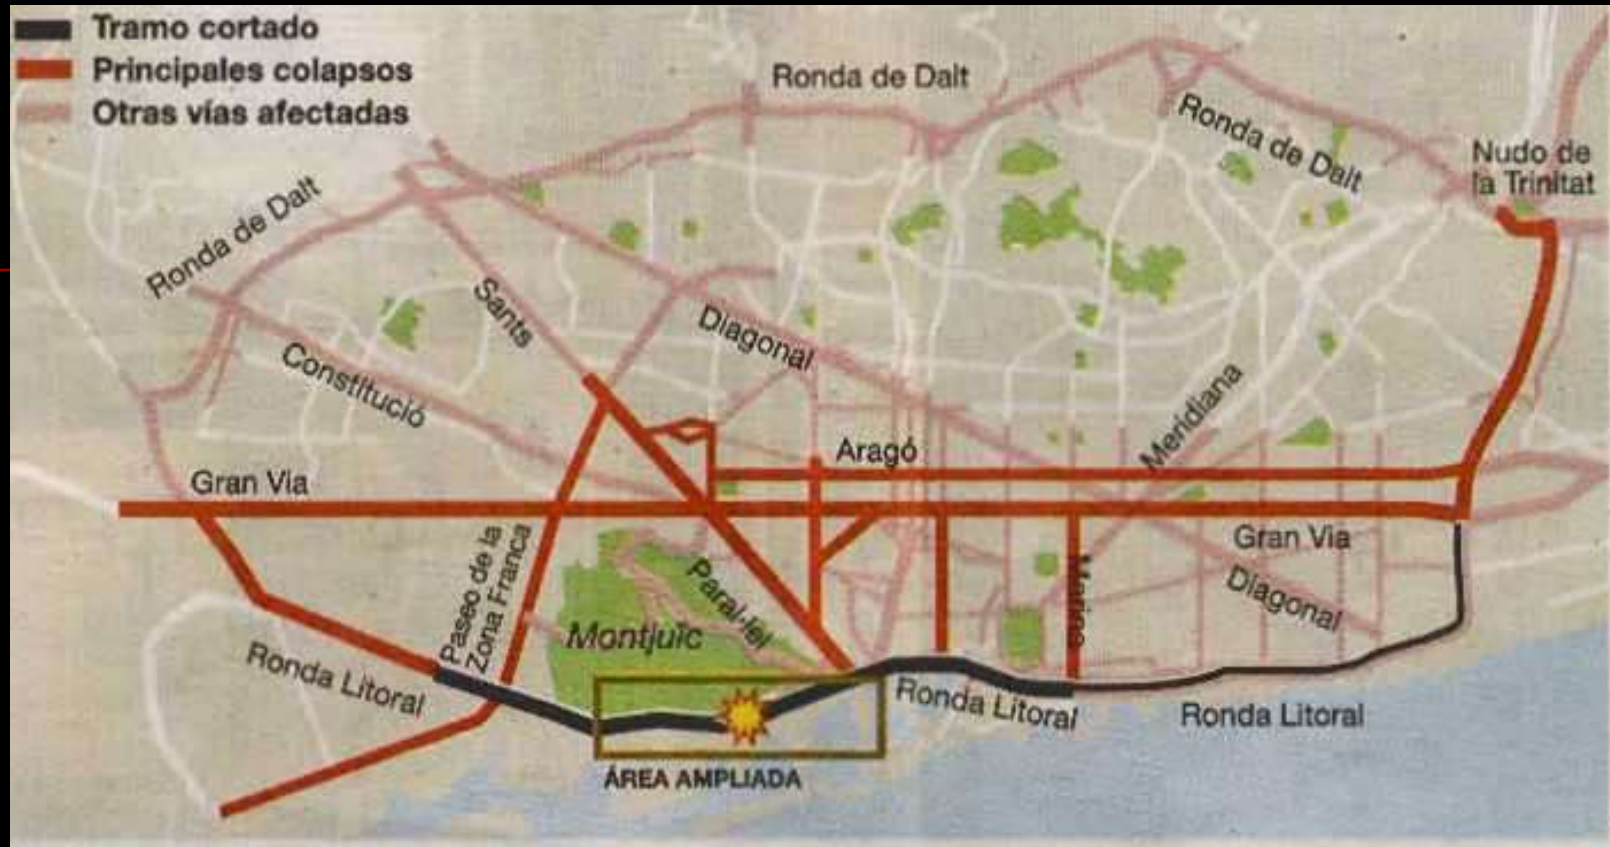 Tramo cortado
Principales colapsos
Otras vías afectadas
Ronda de Dalt
Ronda de Dalt
Nudo de
la Trinitat
Ronda de Dalt
Sants
Diagonal
Constitució
Meridiana
Aragó
Gran Via
Gran Via
Paseo de la
Zona Franca
Paral·lel
Marina
Diagonal
Montjuïc
Ronda Litoral
Ronda Litoral
Ronda Litoral
ÁREA AMPLIADA